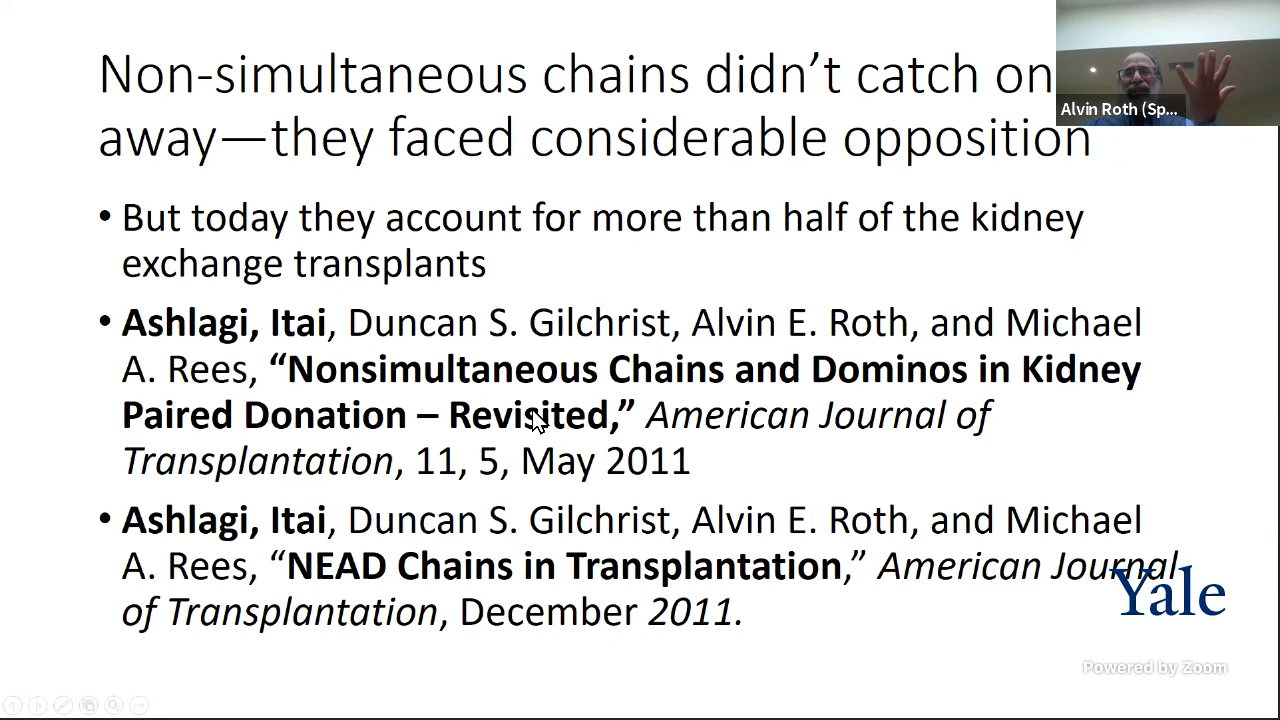 Non-simultaneous chains didn’t catch on
away—they faced considerable opposition
Alvin Roth (Sp...
• But today they account for more than half of the kidney
exchange transplants
• Ashlagi, Itai, Duncan S. Gilchrist, Alvin E. Roth, and Michael
A. Rees, “Nonsimultaneous Chains and Dominos in Kidney
Paired Donation – Revisited,” American Journal of
Transplantation, 11, 5, May 2011
• Ashlagi, Itai, Duncan S. Gilchrist, Alvin E. Roth, and Michael
A. Rees, “NEAD Chains in Transplantation,” American Journal
of Transplantation, December 2011.
Yale
Powered by Zoom